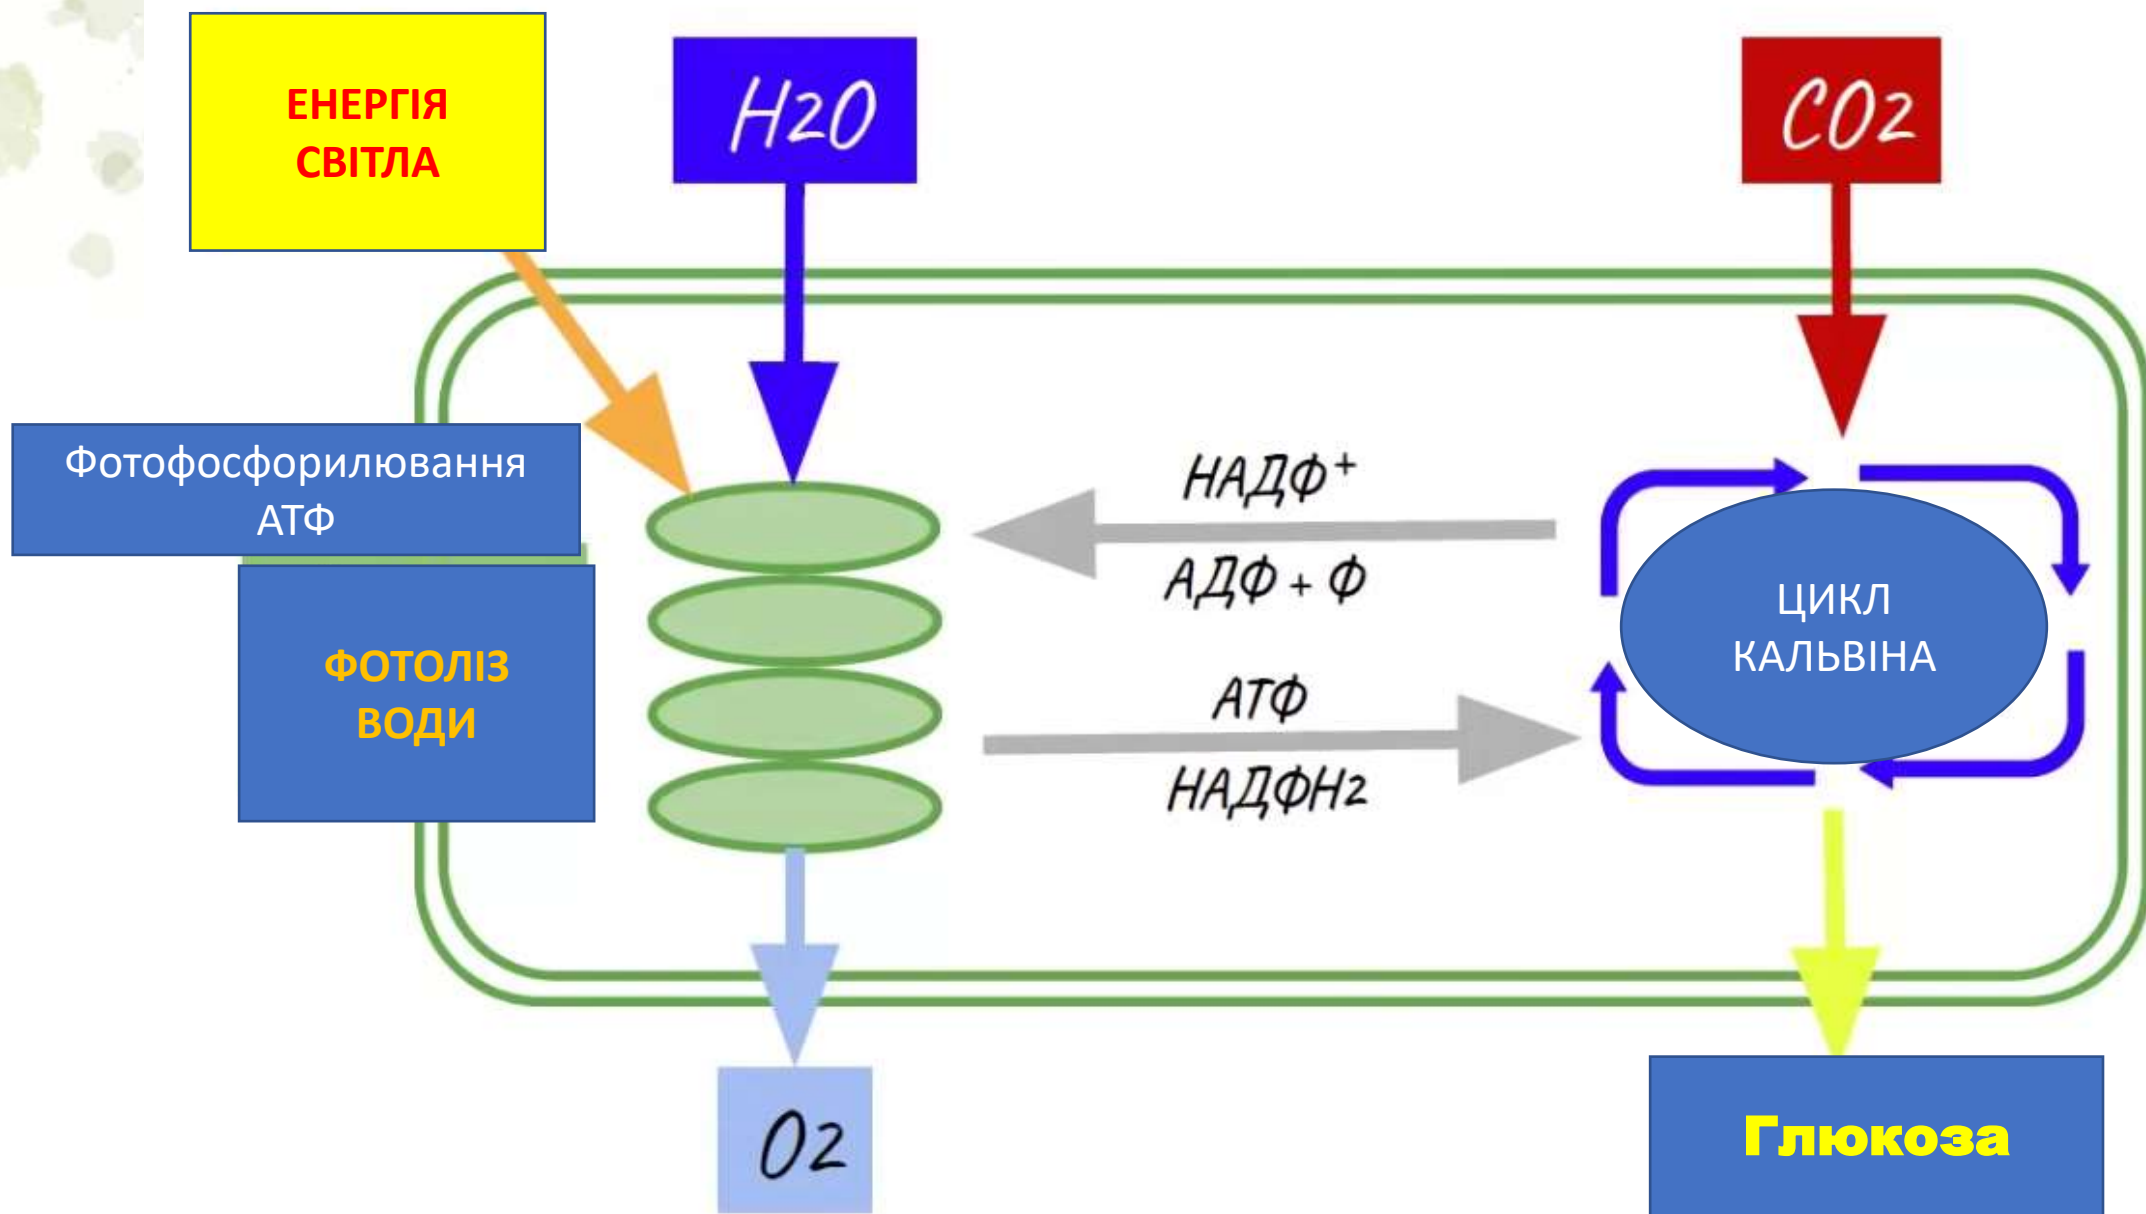 ЕНЕРГІЯ
СВІТЛА
H2O
CO2
Фотофосфорилювання
АТФ
ФОТОЛІЗ
ВОДИ
НАДФ⁺
АДФ + Ф
АТФ
НАДФН2
ЦИКЛ
КАЛЬВІНА
O2
Глюкоза